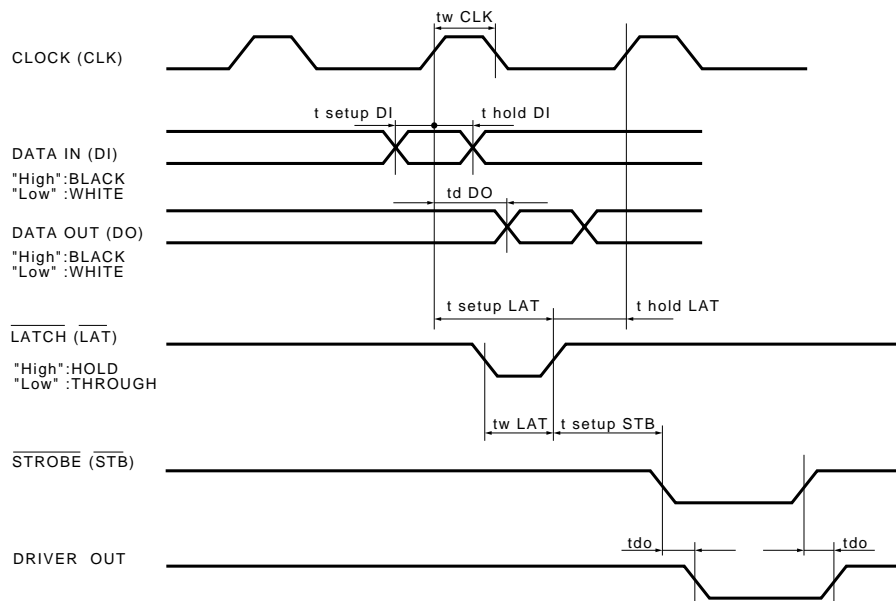 tw CLK
CLOCK (CLK)
t setup DI
t hold DI
DATA IN (DI)
"High":BLACK
"Low" :WHITE
td DO
DATA OUT (DO)
"High":BLACK
"Low" :WHITE
t setup LAT
t hold LAT
LATCH (LAT)
"High":HOLD
"Low" :THROUGH
tw LAT
t setup STB
STROBE (STB)
tdo
tdo
DRIVER OUT